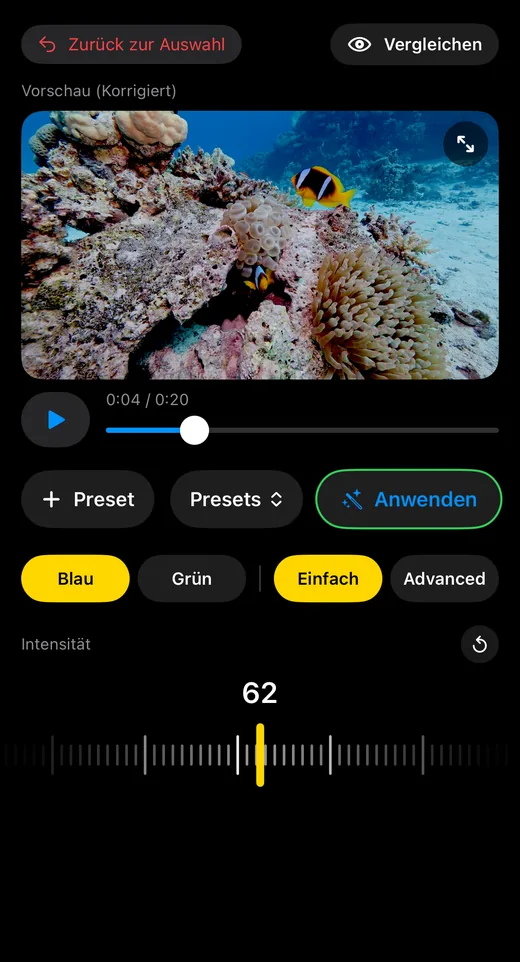 Zurück zur Auswahl
Vergleichen
Vorschau (Korrigiert)
0:04 / 0:20
Preset
Presets
Anwenden
Blau
Grün
Einfach
Advanced
Intensität
62